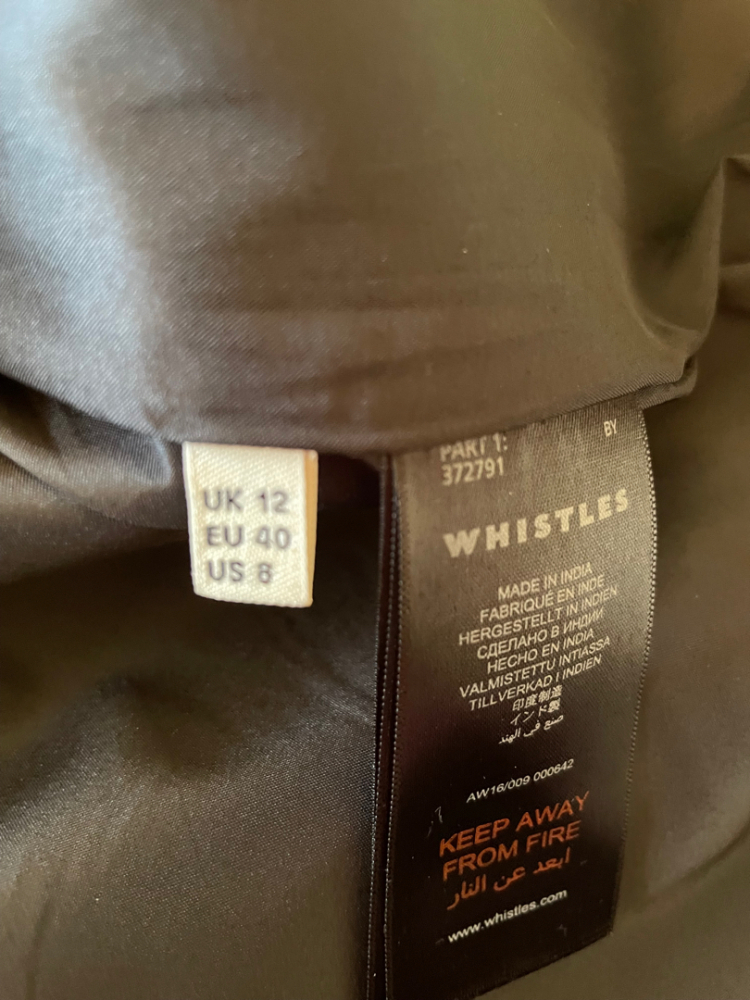 UK 12
EU 40
US 8
PART 1:
372791
BY
WHISTLES
MADE IN INDIA
FABRIQUÉ EN INDE
HERGESTELLT IN INDIEN
СДЕЛАНО В ИНДИИ
HECHO EN INDIA
VALMISTETTU INTIASSA
TILLVERKAD I INDIEN
印度制造
インド製
صنع في الهند
AW16/009 000642
KEEP AWAY
FROM FIRE
ابعد عن النار
www.whistles.com